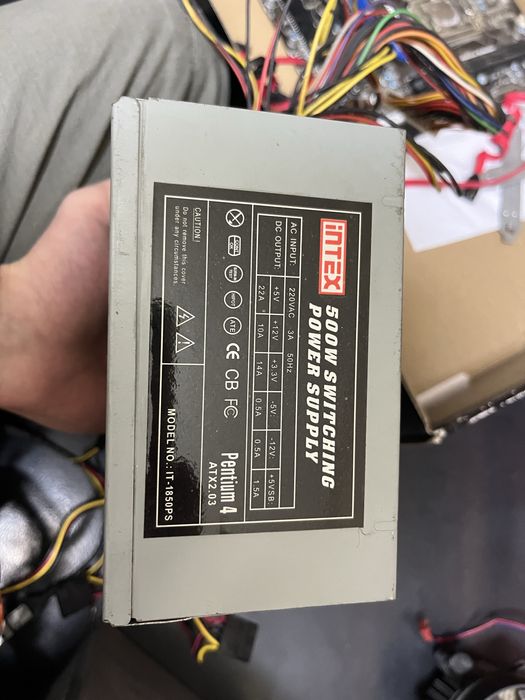 INTEX
500W SWITCHING
POWER SUPPLY
AC INPUT: 220VAC 3A 50Hz
DC OUTPUT: +5V +12V +3.3V -5V: -12V: +5VSB:
22A 10A 14A 0.5A 0.5A 1.5A
CE CB FC Pentium 4
ATX2.03
CAUTION!
Do not remove this cover
under any circumstances.
MODEL NO.: IT-1850PS